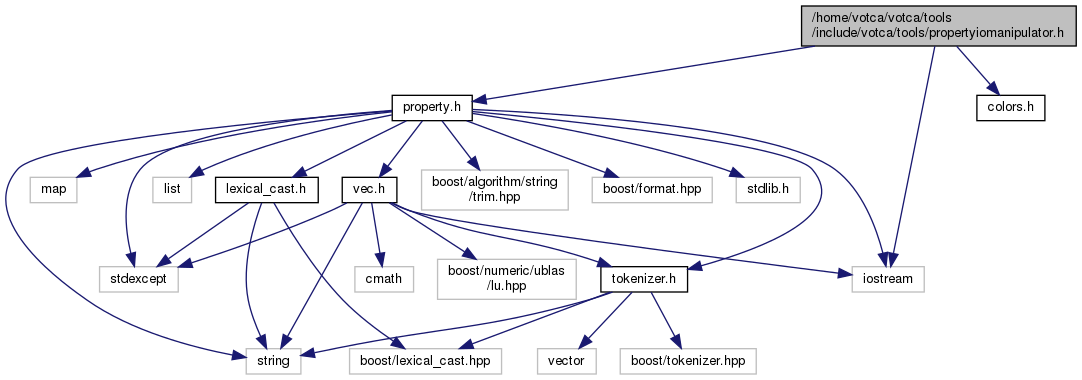 /home/votca/votca/tools
/include/votca/tools/propertyiomanipulator.h
property.h
colors.h
map
list
lexical_cast.h
vec.h
boost/algorithm/string
/trim.hpp
boost/format.hpp
stdlib.h
stdexcept
cmath
boost/numeric/ublas
/lu.hpp
tokenizer.h
iostream
string
boost/lexical_cast.hpp
vector
boost/tokenizer.hpp